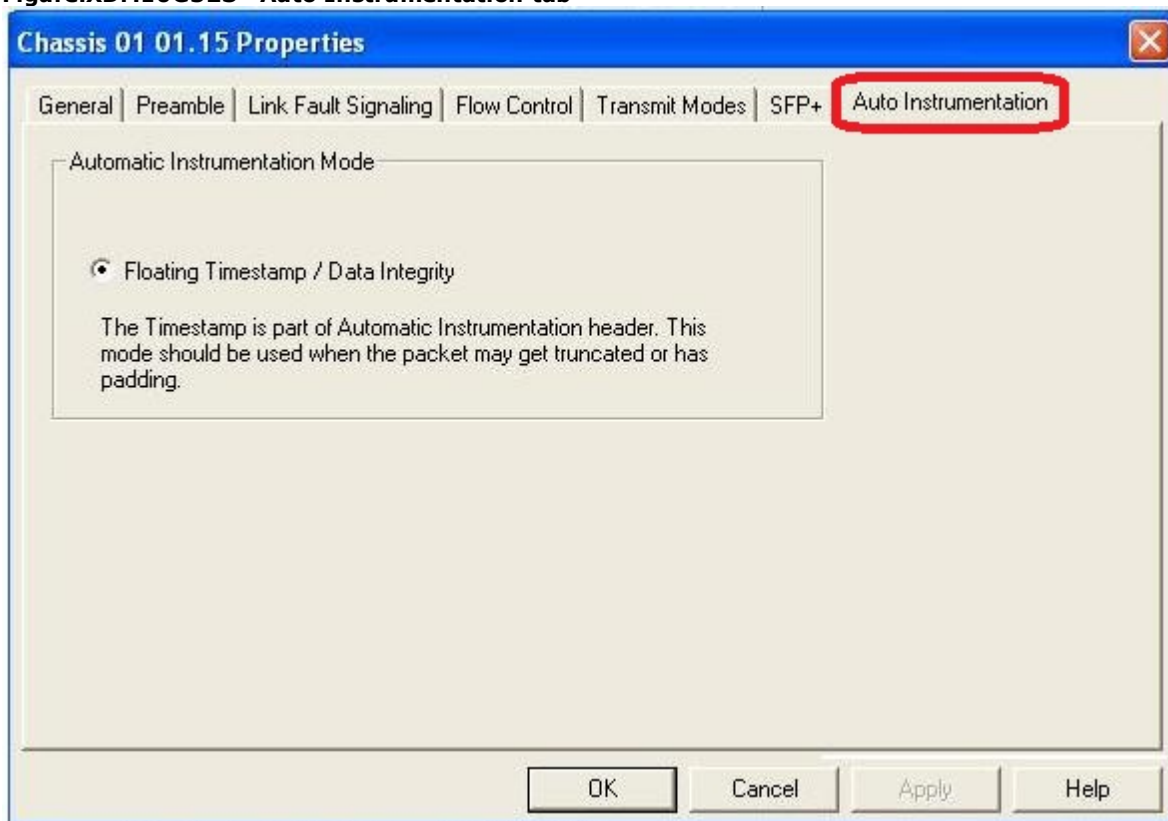 Chassis 01 01.15 Properties
General Preamble Link Fault Signaling Flow Control Transmit Modes SFP+ Auto Instrumentation
Automatic Instrumentation Mode
Floating Timestamp / Data Integrity
The Timestamp is part of Automatic Instrumentation header. This
mode should be used when the packet may get truncated or has
padding.
OK Cancel Apply Help